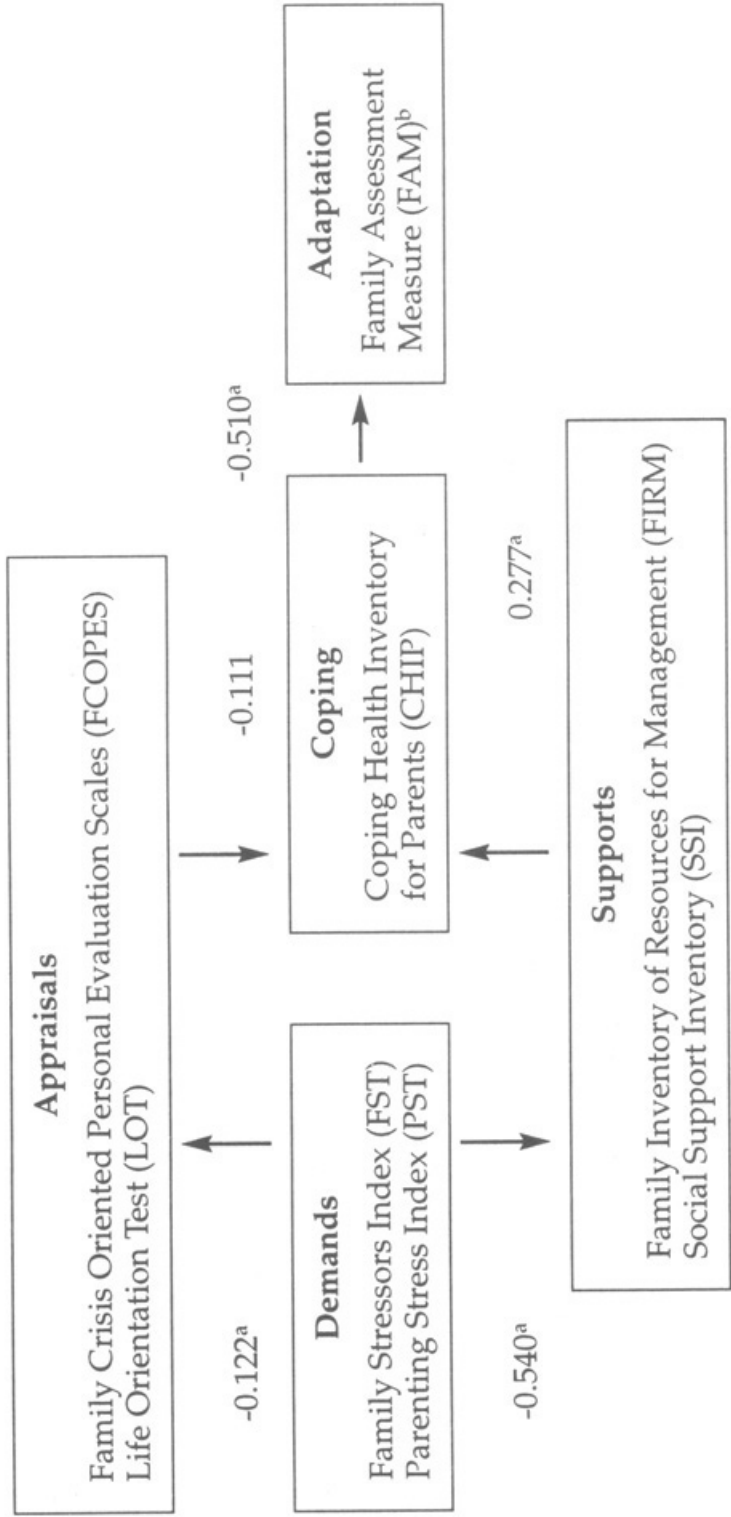 Appraisals
Family Crisis Oriented Personal Evaluation Scales (FCOPES)
Life Orientation Test (LOT)
-0.122ᵃ
-0.111
-0.510ᵃ
Demands
Family Stressors Index (FST)
Parenting Stress Index (PST)
Coping
Coping Health Inventory
for Parents (CHIP)
Adaptation
Family Assessment
Measure (FAM)ᵇ
-0.540ᵃ
0.277ᵃ
Supports
Family Inventory of Resources for Management (FIRM)
Social Support Inventory (SSI)